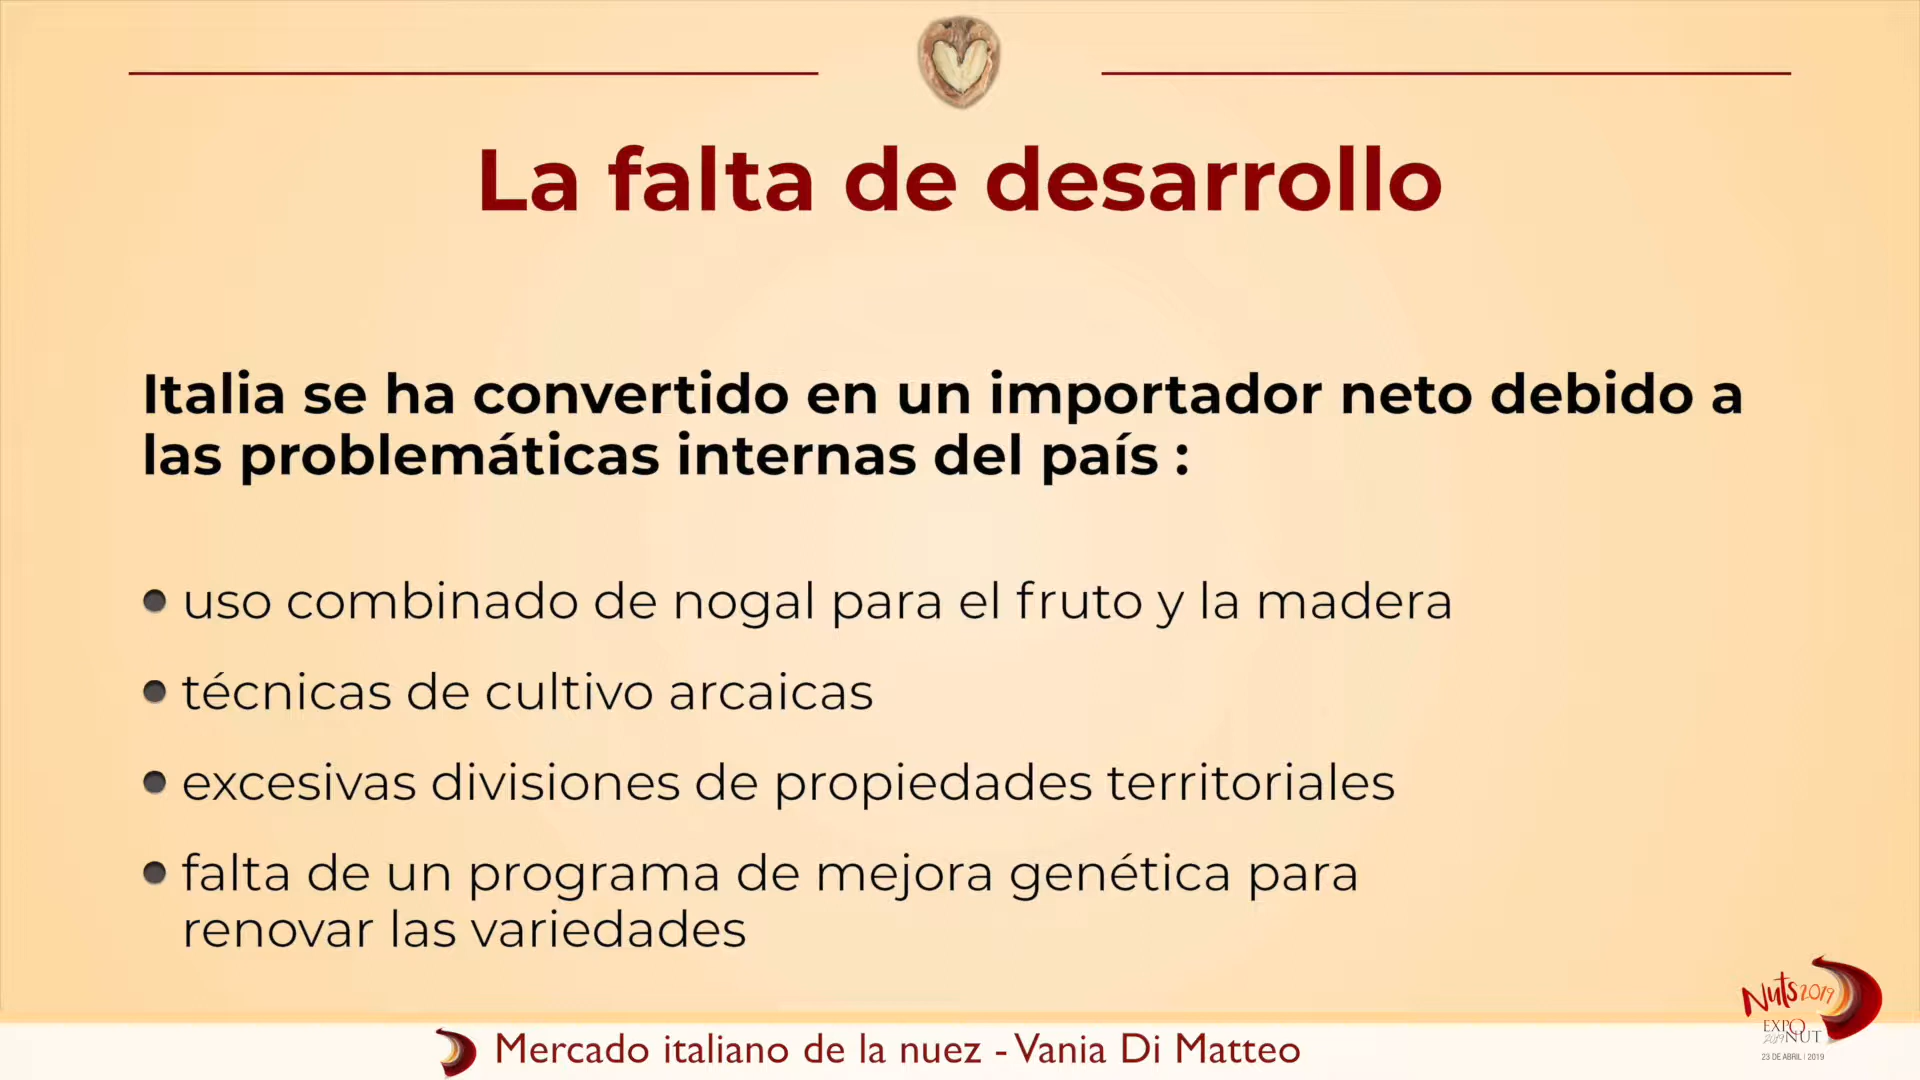 La falta de desarrollo
Italia se ha convertido en un importador neto debido a
las problemáticas internas del país :
uso combinado de nogal para el fruto y la madera
técnicas de cultivo arcaicas
excesivas divisiones de propiedades territoriales
falta de un programa de mejora genética para
renovar las variedades
Nuts 2019
EXPO
2019 NUT
23 DE ABRIL | 2019
Mercado italiano de la nuez - Vania Di Matteo